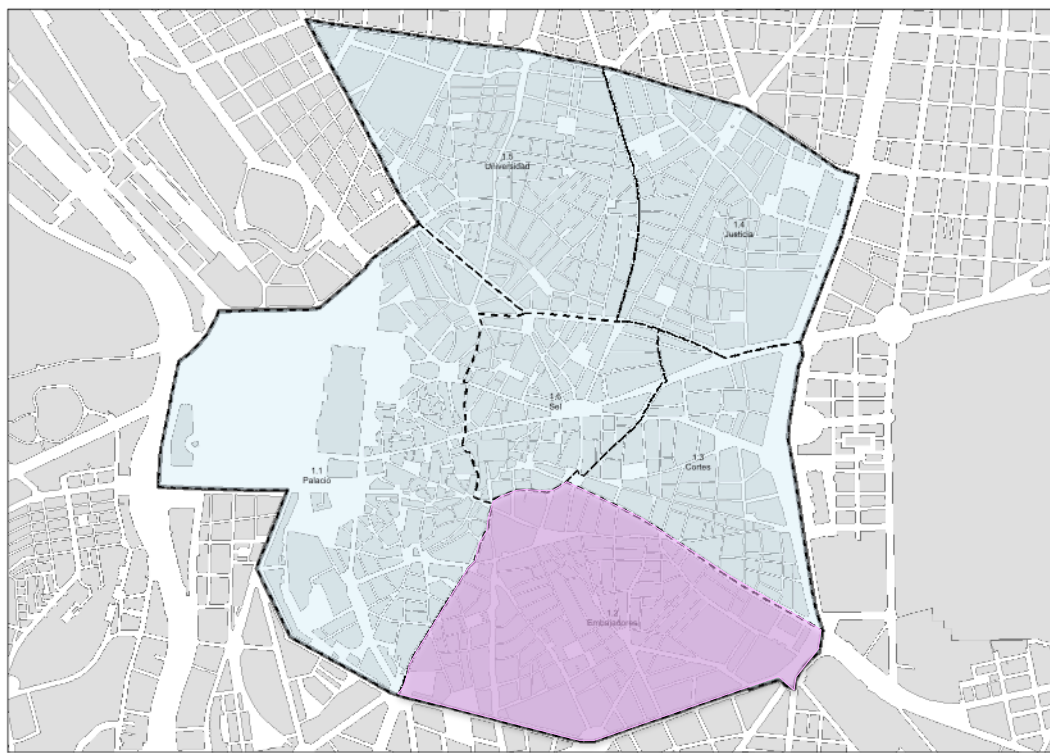 1.5
Universidad
1.4
Justicia
1.6
Sol
1.3
Cortes
1.1
Palacio
1.2
Embajadores